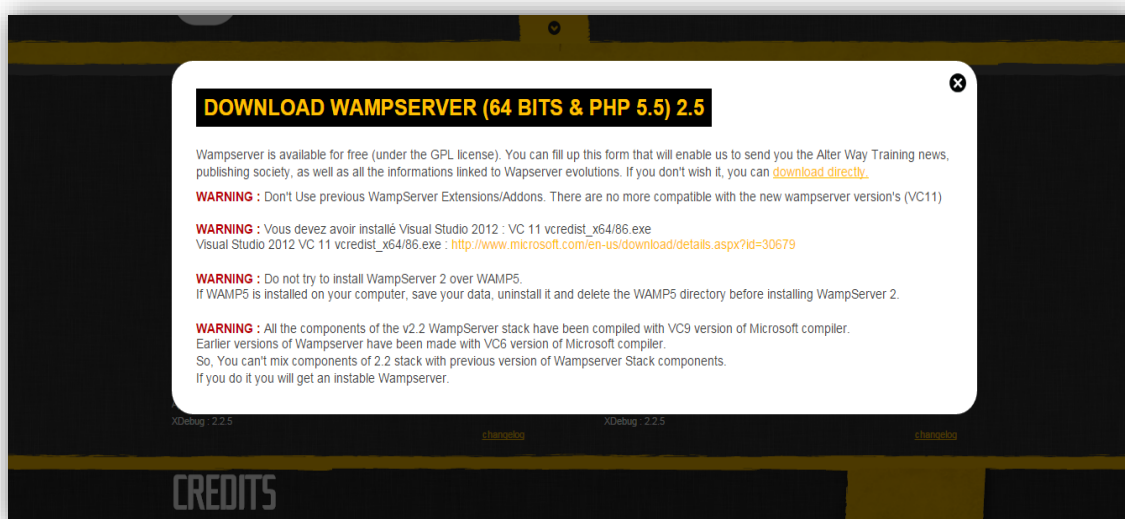 DOWNLOAD WAMPSERVER (64 BITS & PHP 5.5) 2.5
Wampserver is available for free (under the GPL license). You can fill up this form that will enable us to send you the Alter Way Training news,
publishing society, as well as all the informations linked to Wapserver evolutions. If you don't wish it, you can download directly.
WARNING : Don't Use previous WampServer Extensions/Addons. There are no more compatible with the new wampserver version's (VC11)
WARNING : Vous devez avoir installé Visual Studio 2012 : VC 11 vcredist_x64/86.exe
Visual Studio 2012 VC 11 vcredist_x64/86.exe : http://www.microsoft.com/en-us/download/details.aspx?id=30679
WARNING : Do not try to install WampServer 2 over WAMP5.
If WAMP5 is installed on your computer, save your data, uninstall it and delete the WAMP5 directory before installing WampServer 2.
WARNING : All the components of the v2.2 WampServer stack have been compiled with VC9 version of Microsoft compiler.
Earlier versions of Wampserver have been made with VC6 version of Microsoft compiler.
So, You can't mix components of 2.2 stack with previous version of Wampserver Stack components.
If you do it you will get an instable Wampserver.
XDebug : 2.2.5
XDebug : 2.2.5
changelog
changelog
CREDITS